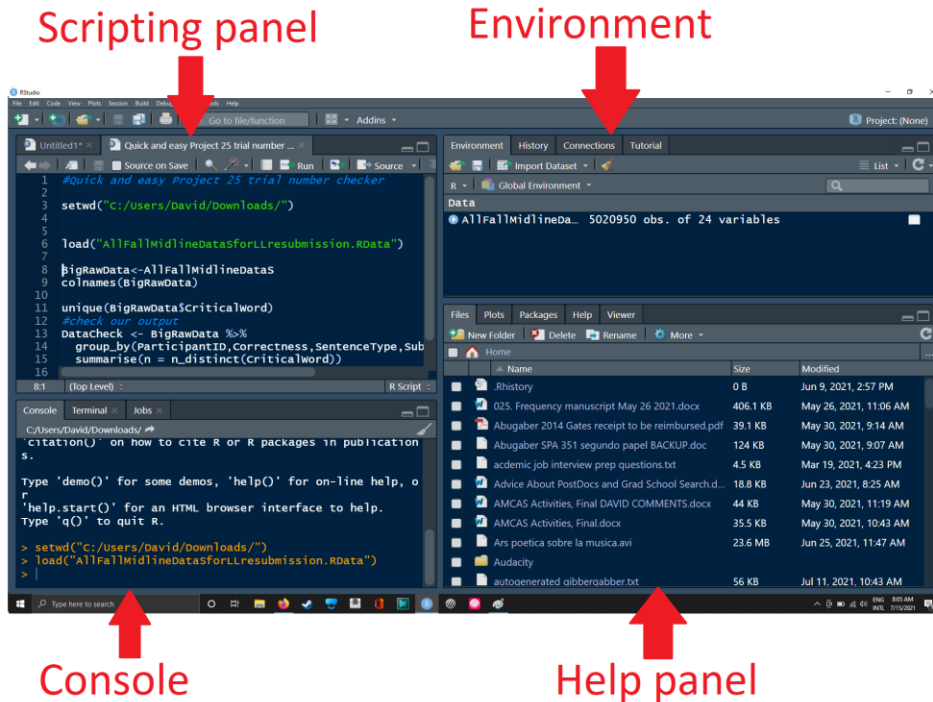 Scripting panel
Environment
RStudio
File Edit Code View Plots Session Build Debug Tools Help
Go to file/function
Addins
Project: (None)
Untitled1*
Quick and easy Project 25 trial number ...
Source on Save
Run
Source
1 #Quick and easy Project 25 trial number checker
2
3 setwd("C:/Users/David/Downloads/")
4
5
6 load("AllFallMidlineDataSforLLresubmission.RData")
7
8 BigRawData<-AllFallMidlineDataS
9 colnames(BigRawData)
10
11 unique(BigRawData$CriticalWord)
12 #check our output
13 DataCheck <- BigRawData %>%
14 group_by(ParticipantID,Correctness,SentenceType,Sub
15 summarise(n = n_distinct(CriticalWord))
16
8:1 (Top Level) R Script
Console Terminal Jobs
C:/Users/David/Downloads/
'citation()' on how to cite R or R packages in publication
s.
Type 'demo()' for some demos, 'help()' for on-line help, o
r
'help.start()' for an HTML browser interface to help.
Type 'q()' to quit R.
> setwd("C:/Users/David/Downloads/")
> load("AllFallMidlineDataSforLLresubmission.RData")
>
Environment History Connections Tutorial
Import Dataset
List
R Global Environment
Data
AllFallMidlineDa… 5020950 obs. of 24 variables
Files Plots Packages Help Viewer
New Folder Delete Rename More
Home
Name Size Modified
.Rhistory 0 B Jun 9, 2021, 2:57 PM
025. Frequency manuscript May 26 2021.docx 406.1 KB May 26, 2021, 11:06 AM
Abugaber 2014 Gates receipt to be reimbursed.pdf 39.1 KB May 30, 2021, 9:14 AM
Abugaber SPA 351 segundo papel BACKUP.doc 124 KB May 30, 2021, 9:07 AM
acdemic job interview prep questions.txt 4.5 KB Mar 19, 2021, 4:23 PM
Advice About PostDocs and Grad School Search.d... 18.8 KB Jun 23, 2021, 8:25 AM
AMCAS Activities, Final DAVID COMMENTS.docx 44 KB May 30, 2021, 11:19 AM
AMCAS Activities, Final.docx 35.5 KB May 30, 2021, 10:43 AM
Ars poetica sobre la musica.avi 23.6 MB Jun 25, 2021, 11:47 AM
Audacity
autogenerated gibbergabber.txt 56 KB Jul 11, 2021, 10:43 AM
Type here to search
ENG 8:05 AM
INTL 7/15/2021
Console
Help panel